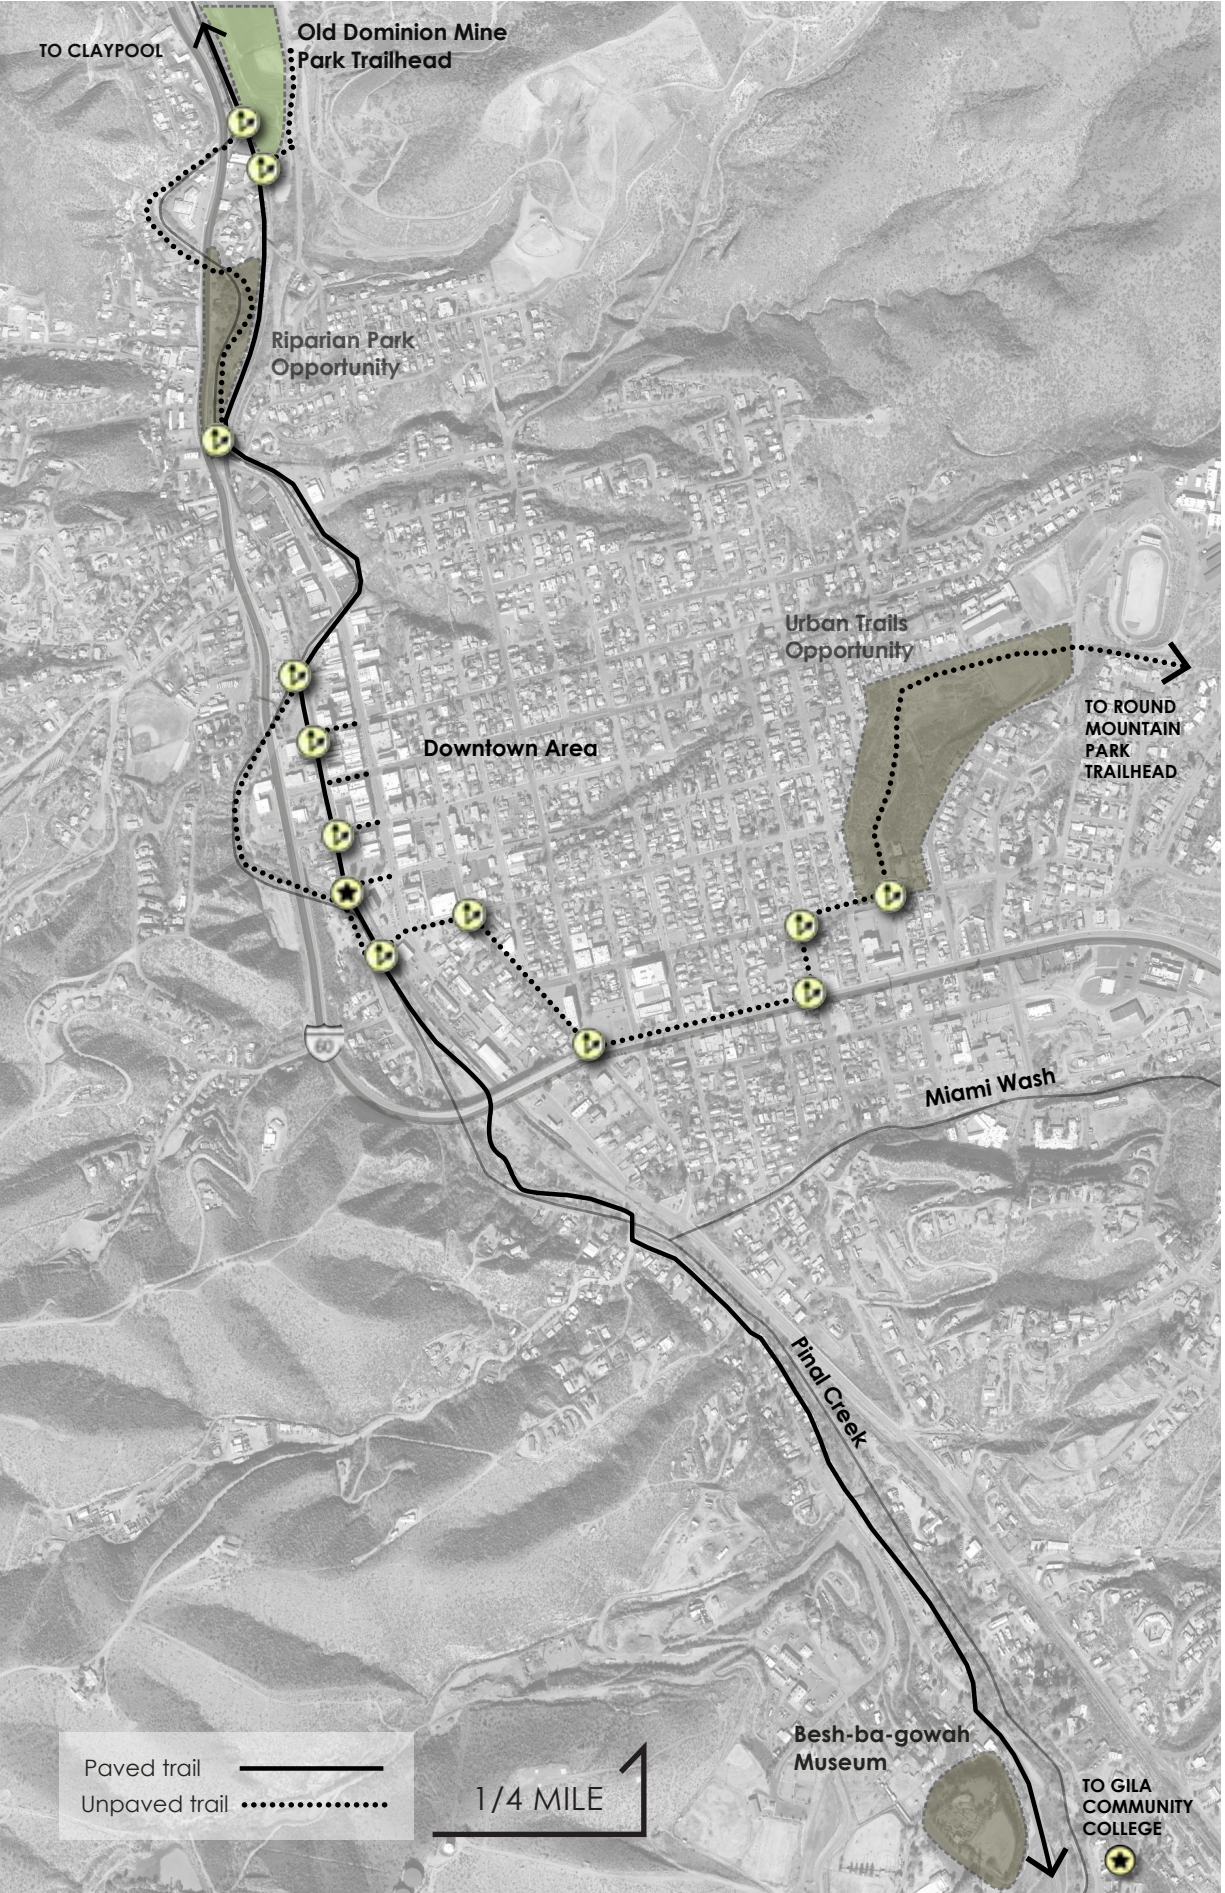 Old Dominion Mine
Park Trailhead
TO CLAYPOOL
Riparian Park
Opportunity
Urban Trails
Opportunity
TO ROUND
MOUNTAIN
PARK
TRAILHEAD
Downtown Area
60
Miami Wash
Pinal Creek
Besh-ba-gowah
Museum
Paved trail
Unpaved trail
1/4 MILE
TO GILA
COMMUNITY
COLLEGE